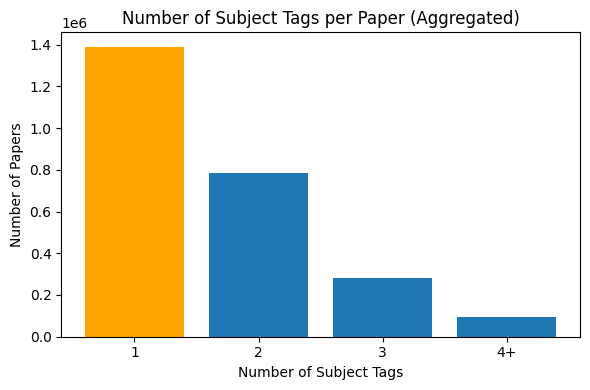 Number of Subject Tags per Paper (Aggregated)
1e6
1.4
1.2
1.0
0.8
0.6
0.4
0.2
0.0
Number of Papers
1 2 3 4+
Number of Subject Tags